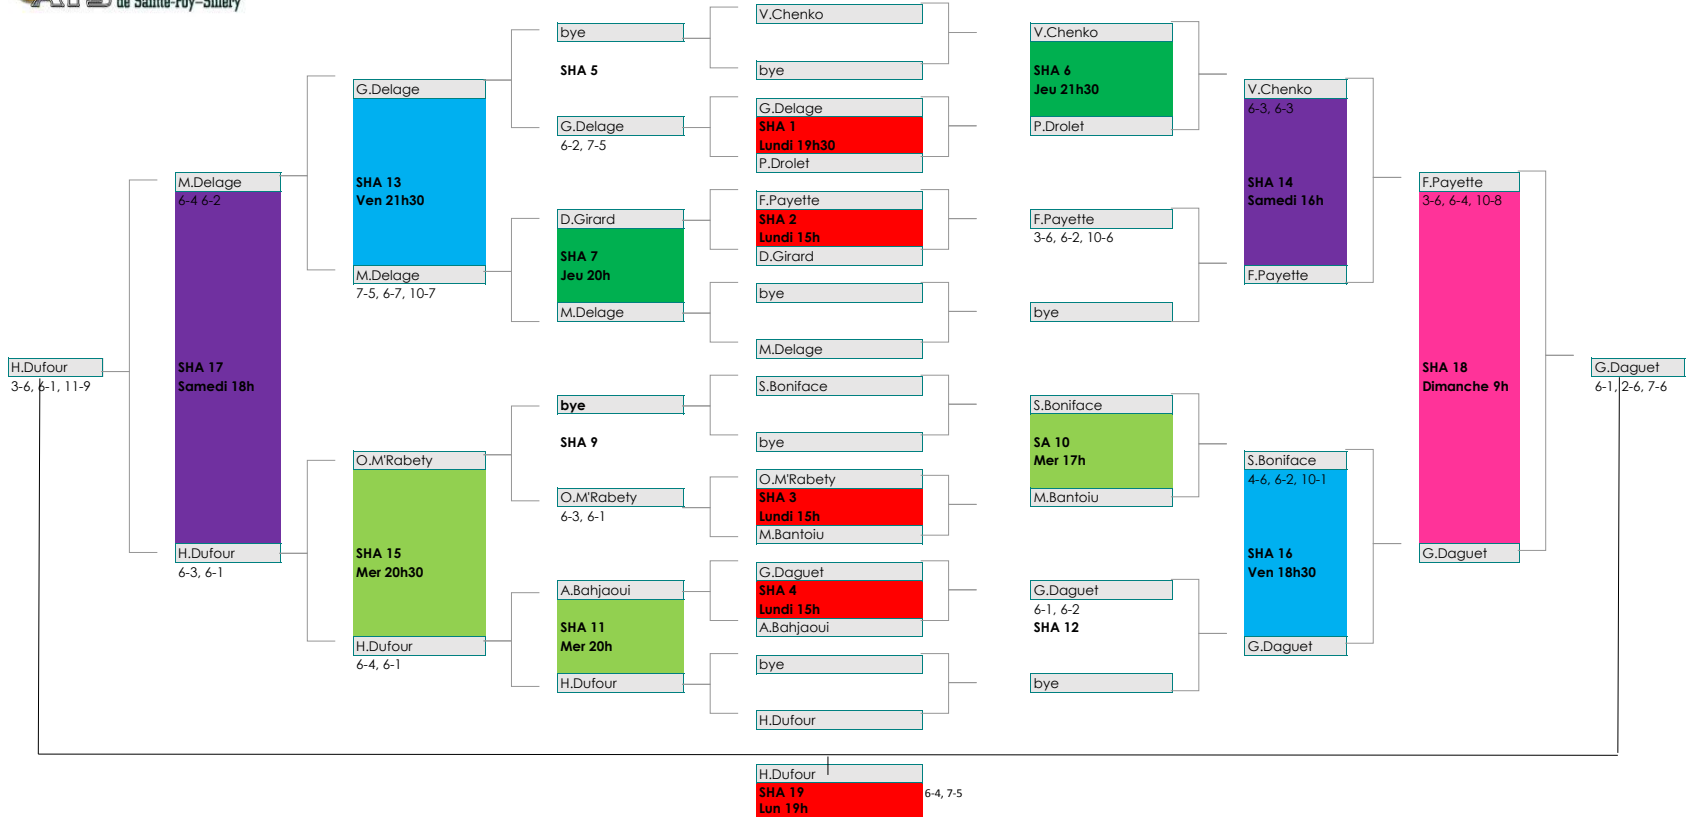 de Sainte-Foy-Sillery
bye
SHA 5
G.Delage
6-2, 7-5
V.Chenko
bye
G.Delage
SHA 1
Lundi 19h30
P.Drolet
V.Chenko
SHA 6
Jeu 21h30
P.Drolet
G.Delage
SHA 13
Ven 21h30
M.Delage
7-5, 6-7, 10-7
V.Chenko
6-3, 6-3
SHA 14
Samedi 16h
F.Payette
D.Girard
SHA 7
Jeu 20h
M.Delage
F.Payette
SHA 2
Lundi 15h
D.Girard
bye
M.Delage
F.Payette
3-6, 6-2, 10-6
bye
M.Delage
6-4 6-2
SHA 17
Samedi 18h
H.Dufour
6-3, 6-1
F.Payette
3-6, 6-4, 10-8
SHA 18
Dimanche 9h
G.Daguet
H.Dufour
3-6, 6-1, 11-9
G.Daguet
6-1, 2-6, 7-6
bye
SHA 9
O.M'Rabety
6-3, 6-1
S.Boniface
bye
O.M'Rabety
SHA 3
Lundi 15h
M.Bantoiu
S.Boniface
SA 10
Mer 17h
M.Bantoiu
O.M'Rabety
SHA 15
Mer 20h30
H.Dufour
6-4, 6-1
S.Boniface
4-6, 6-2, 10-1
SHA 16
Ven 18h30
G.Daguet
A.Bahjaoui
SHA 11
Mer 20h
H.Dufour
G.Daguet
SHA 4
Lundi 15h
A.Bahjaoui
bye
H.Dufour
G.Daguet
6-1, 6-2
SHA 12
bye
H.Dufour
SHA 19
Lun 19h
6-4, 7-5